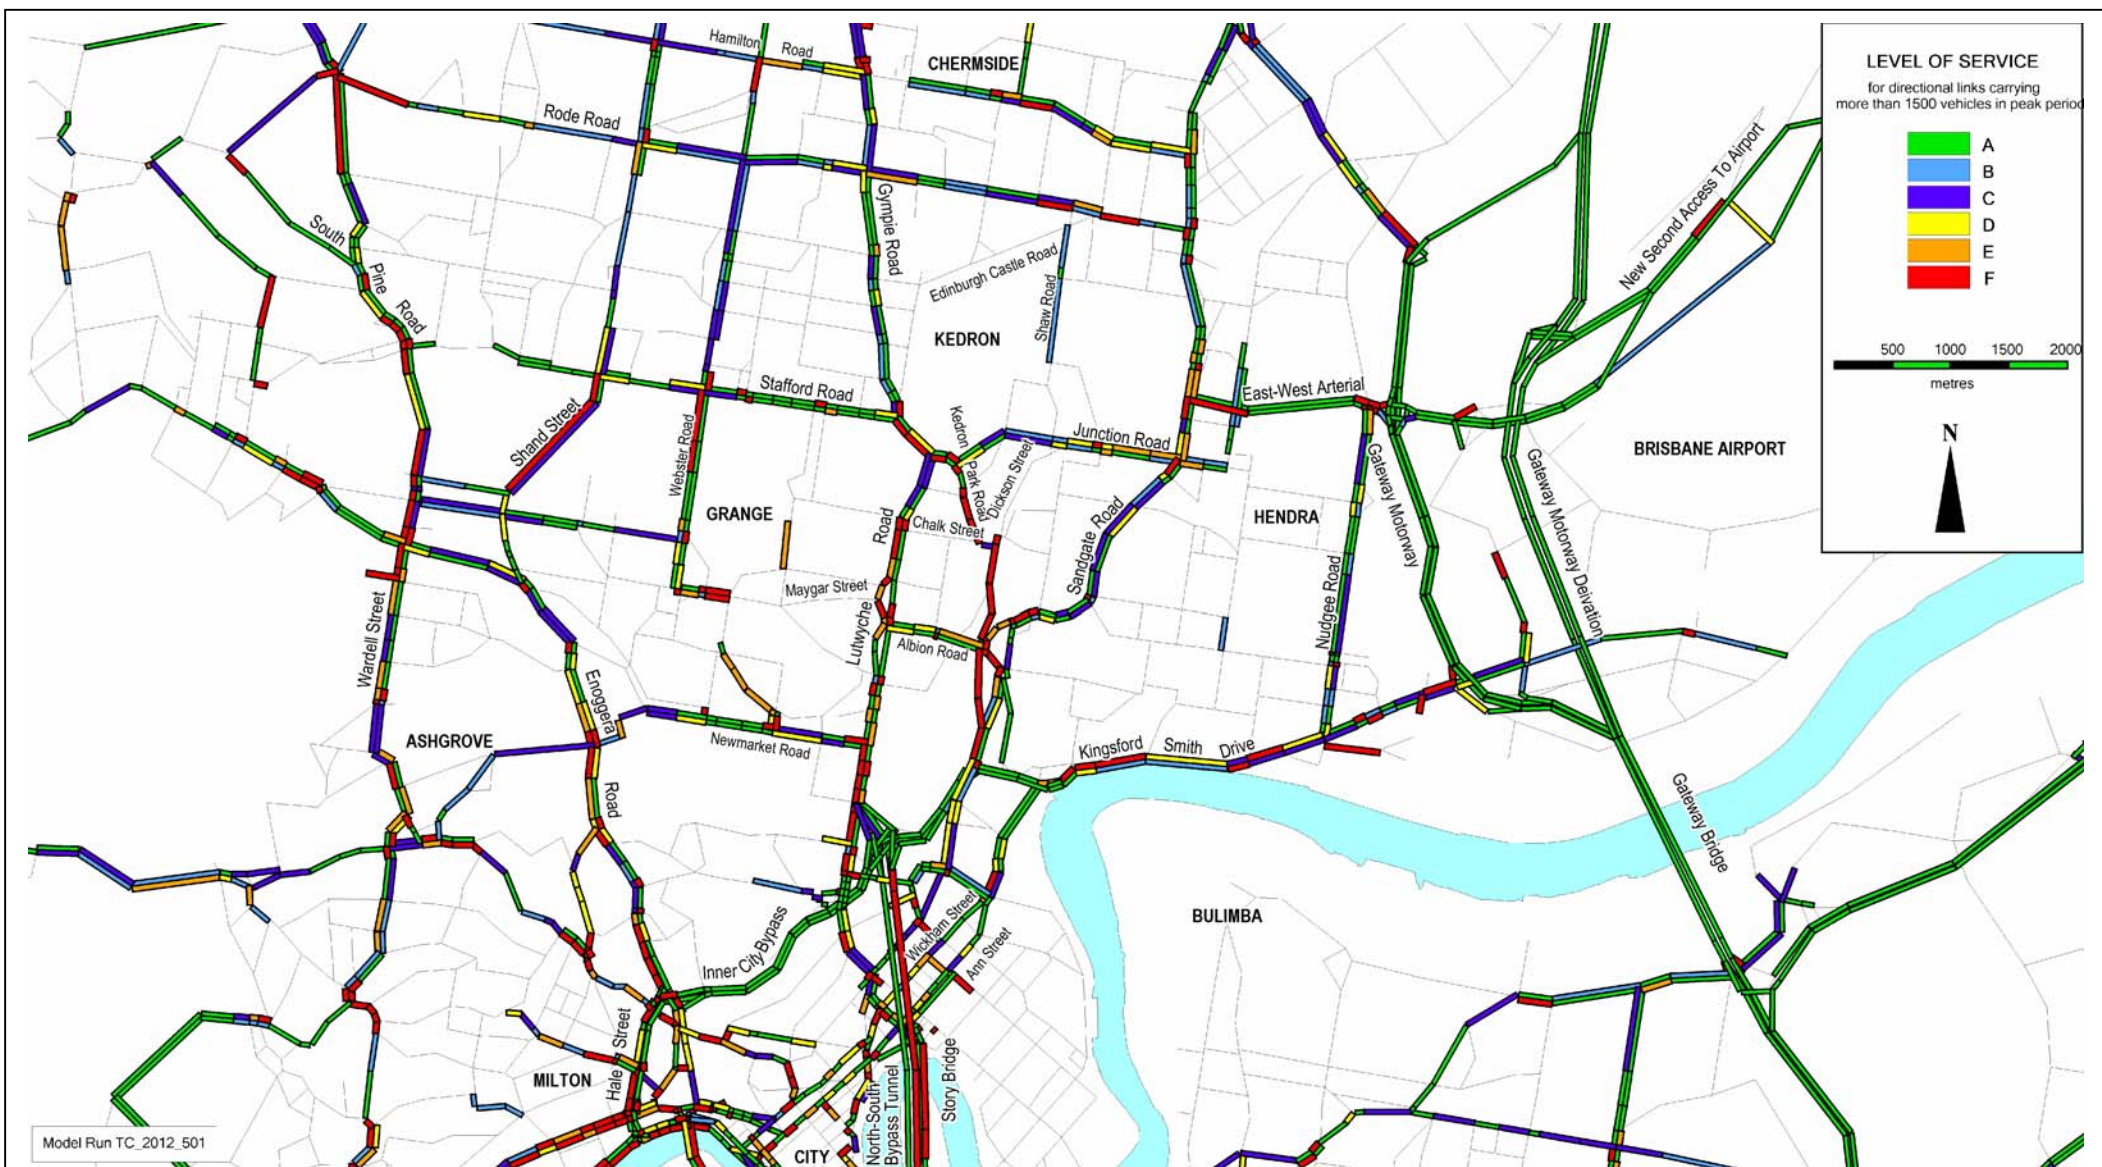 LEVEL OF SERVICE
for directional links carrying
more than 1500 vehicles in peak period
A
B
C
D
E
F
500 1000 1500 2000
metres
N
Hamilton Road
CHERMSIDE
Rode Road
South
Pine
Road
Gympie Road
Edinburgh Castle Road
Shaw Road
New Second Access To Airport
KEDRON
Stafford Road
East-West Arterial
Shand Street
Webster Road
Kedron
Park Road
Dickson Street
Junction Road
BRISBANE AIRPORT
GRANGE
Road
Chalk Street
Sandgate Road
HENDRA
Gateway Motorway
Gateway Motorway Deivation
Nudgee Road
Maygar Street
Wardell Street
Lutwyche
Albion Road
Enoggera
Road
ASHGROVE
Newmarket Road
Kingsford Smith Drive
Gateway Bridge
BULIMBA
Inner City Bypass
Wickham Street
Ann Street
Hale Street
MILTON
North-South
Bypass Tunnel
Story Bridge
CITY
Model Run TC_2012_501